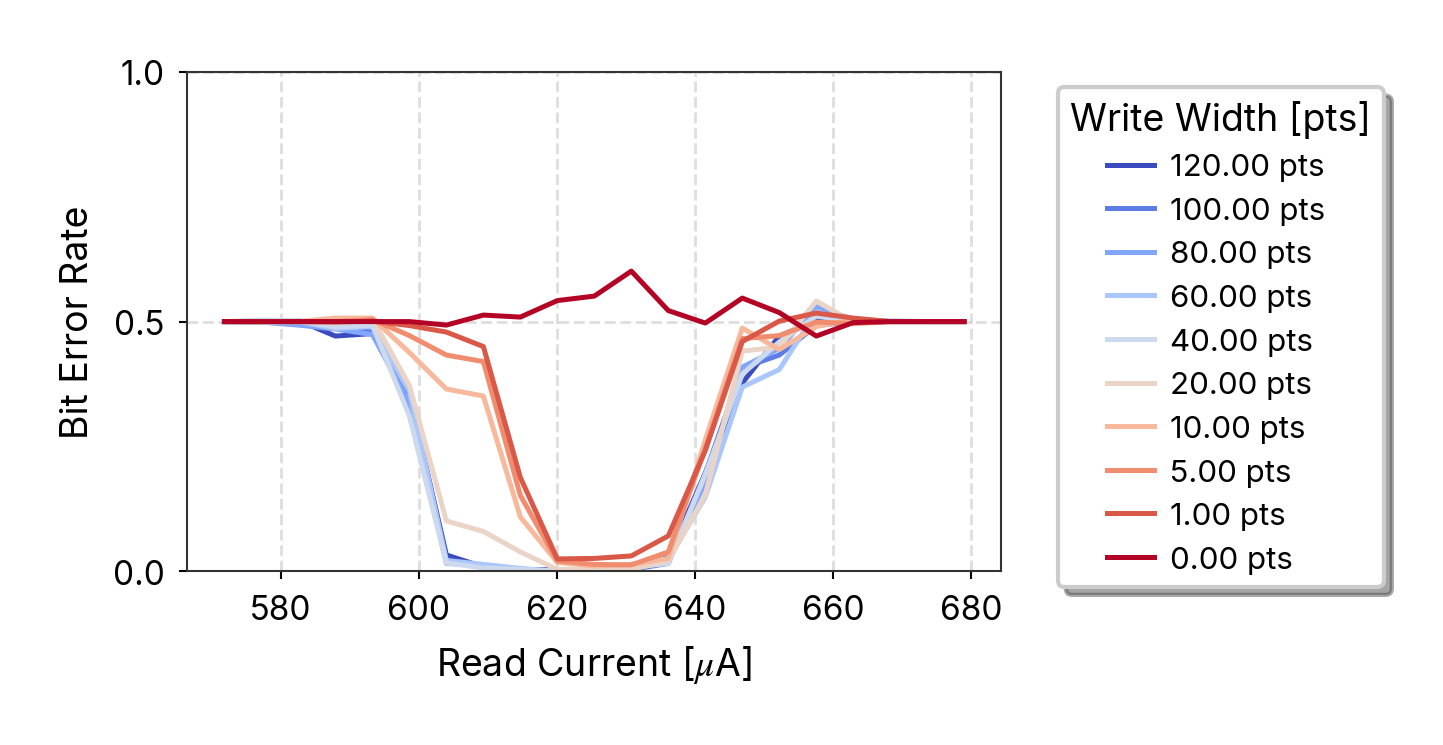 1.0
0.5
0.0
Bit Error Rate
580 600 620 640 660 680
Read Current [μA]
Write Width [pts]
120.00 pts
100.00 pts
80.00 pts
60.00 pts
40.00 pts
20.00 pts
10.00 pts
5.00 pts
1.00 pts
0.00 pts